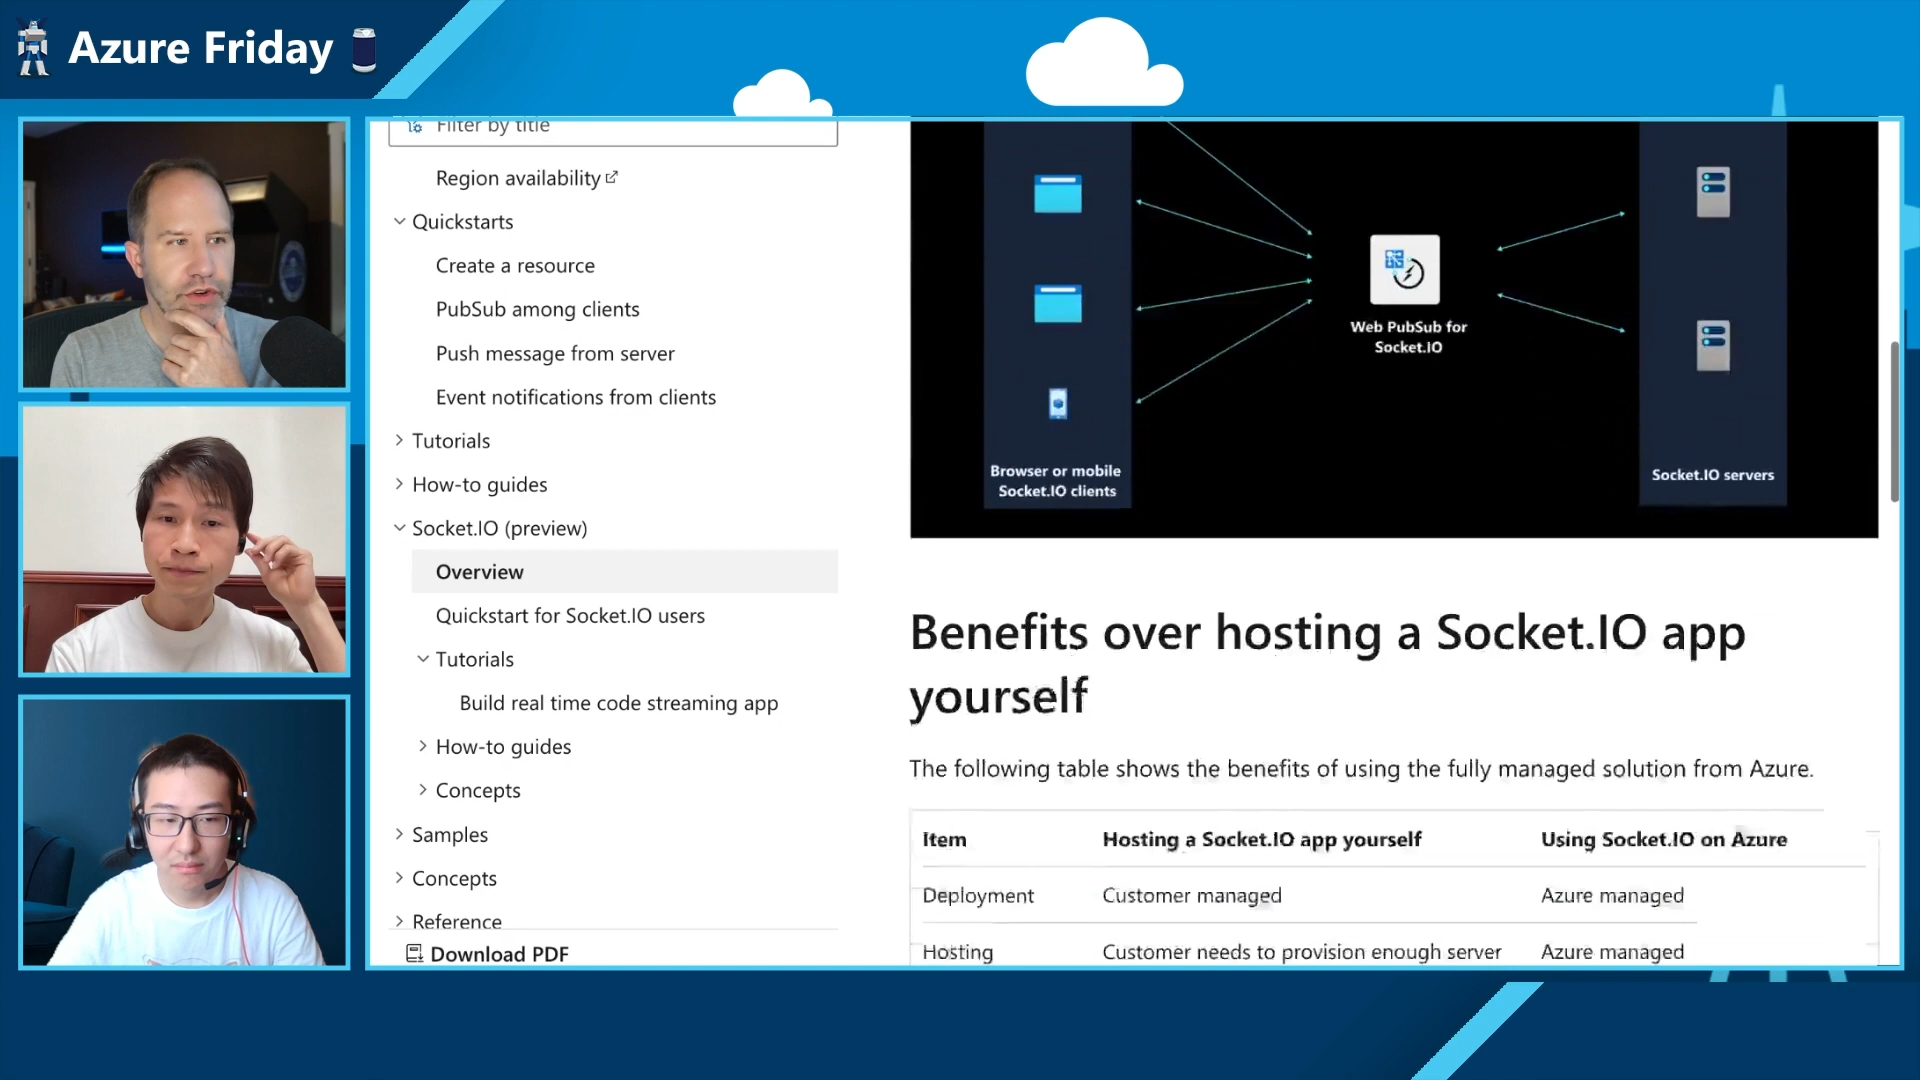 Azure Friday
Filter by title
Region availability
Quickstarts
Create a resource
PubSub among clients
Push message from server
Event notifications from clients
Tutorials
How-to guides
Socket.IO (preview)
Overview
Quickstart for Socket.IO users
Tutorials
Build real time code streaming app
How-to guides
Concepts
Samples
Concepts
Reference
Download PDF
Web PubSub for
Socket.IO
Browser or mobile
Socket.IO clients
Socket.IO servers
Benefits over hosting a Socket.IO app
yourself
The following table shows the benefits of using the fully managed solution from Azure.
Item Hosting a Socket.IO app yourself Using Socket.IO on Azure
Deployment Customer managed Azure managed
Hosting Customer needs to provision enough server Azure managed